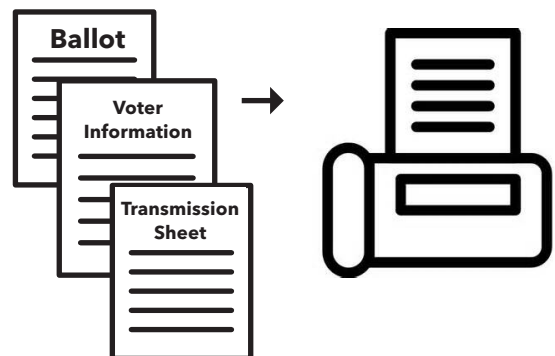 Ballot
Voter
Information
Transmission
Sheet